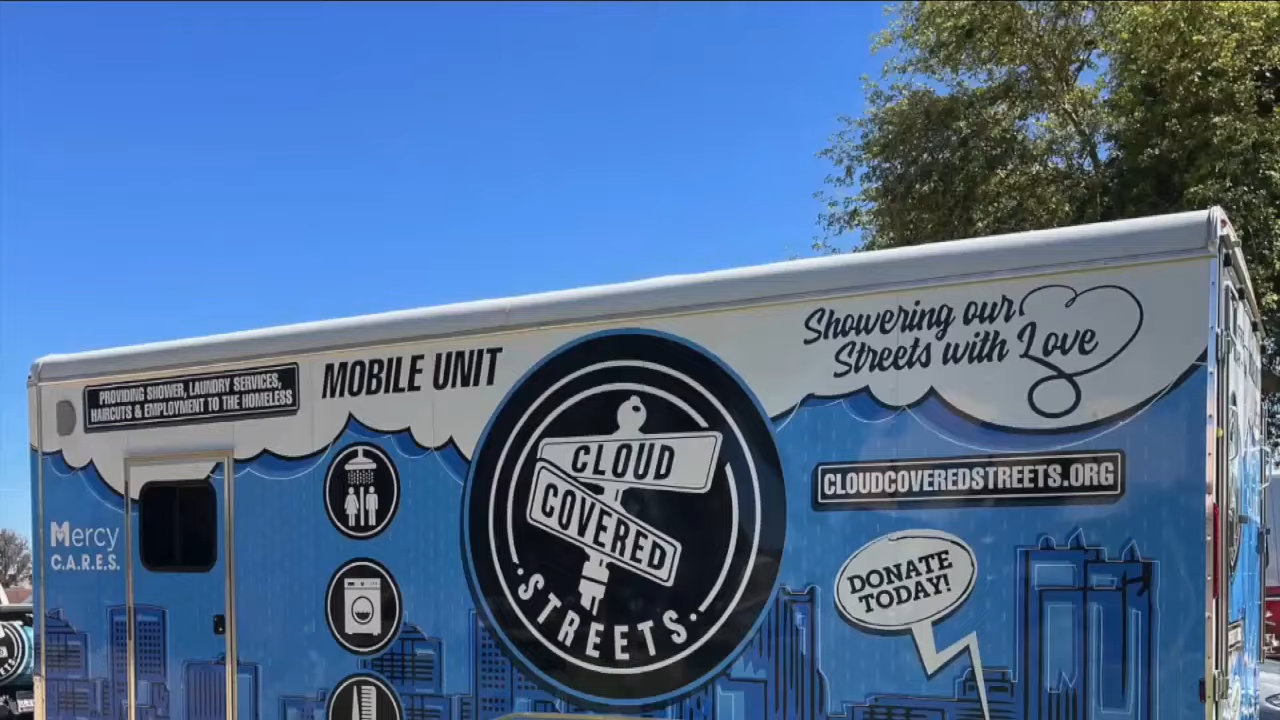 PROVIDING SHOWER, LAUNDRY SERVICES,
HAIRCUTS & EMPLOYMENT TO THE HOMELESS
MOBILE UNIT
Showering our
Streets with Love
CLOUD
COVERED
STREETS
CLOUDCOVEREDSTREETS.ORG
Mercy
C.A.R.E.S.
DONATE
TODAY!